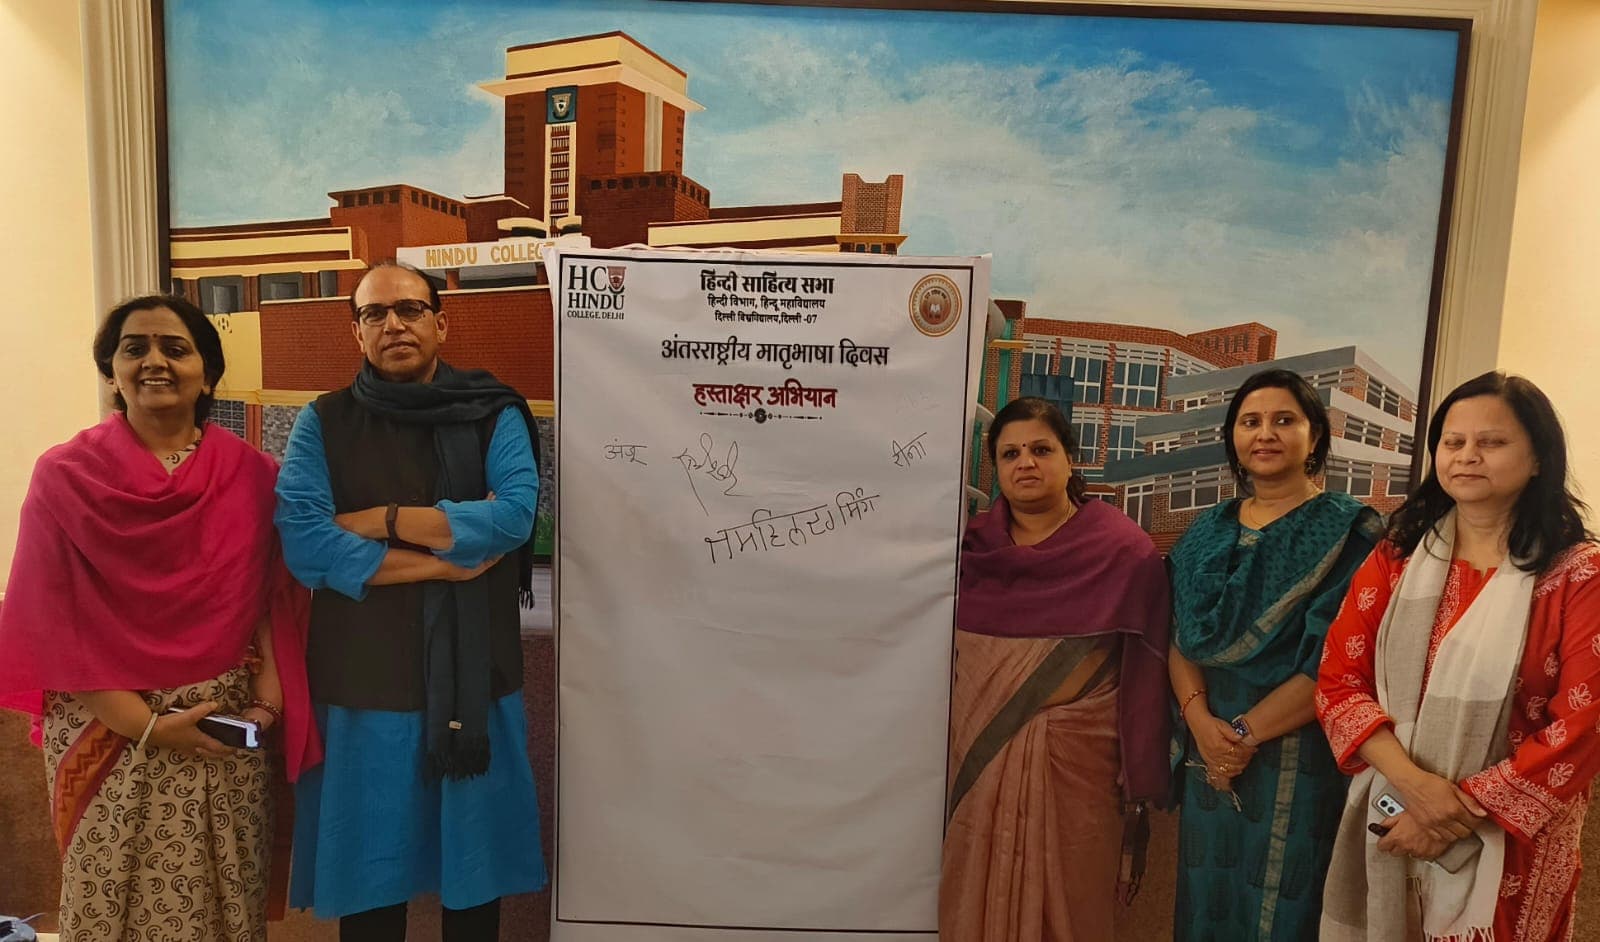 HINDU COLLEGE
HC
HINDU
COLLEGE, DELHI
हिन्दी साहित्य सभा
हिन्दी विभाग, हिन्दू महाविद्यालय
दिल्ली विश्वविद्यालय,दिल्ली -07
अंतरराष्ट्रीय मातृभाषा दिवस
हस्ताक्षर अभियान
अंजू
रीना